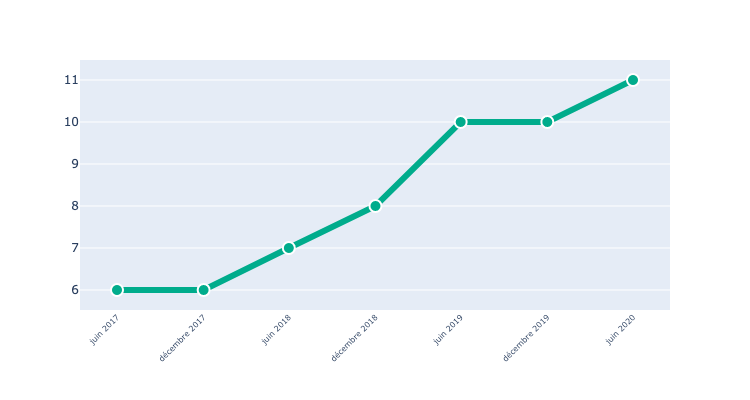 11
10
9
8
7
6
juin 2017
décembre 2017
juin 2018
décembre 2018
juin 2019
décembre 2019
juin 2020